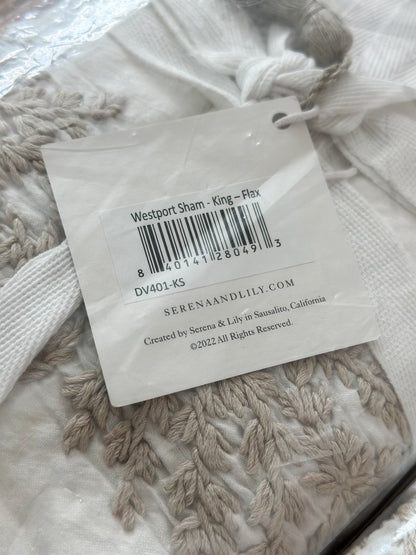 Westport Sham - King – Flax
8 40141 28049 3
DV401-KS
SERENAANDLILY.COM
Created by Serena & Lily in Sausalito, California
©2022 All Rights Reserved